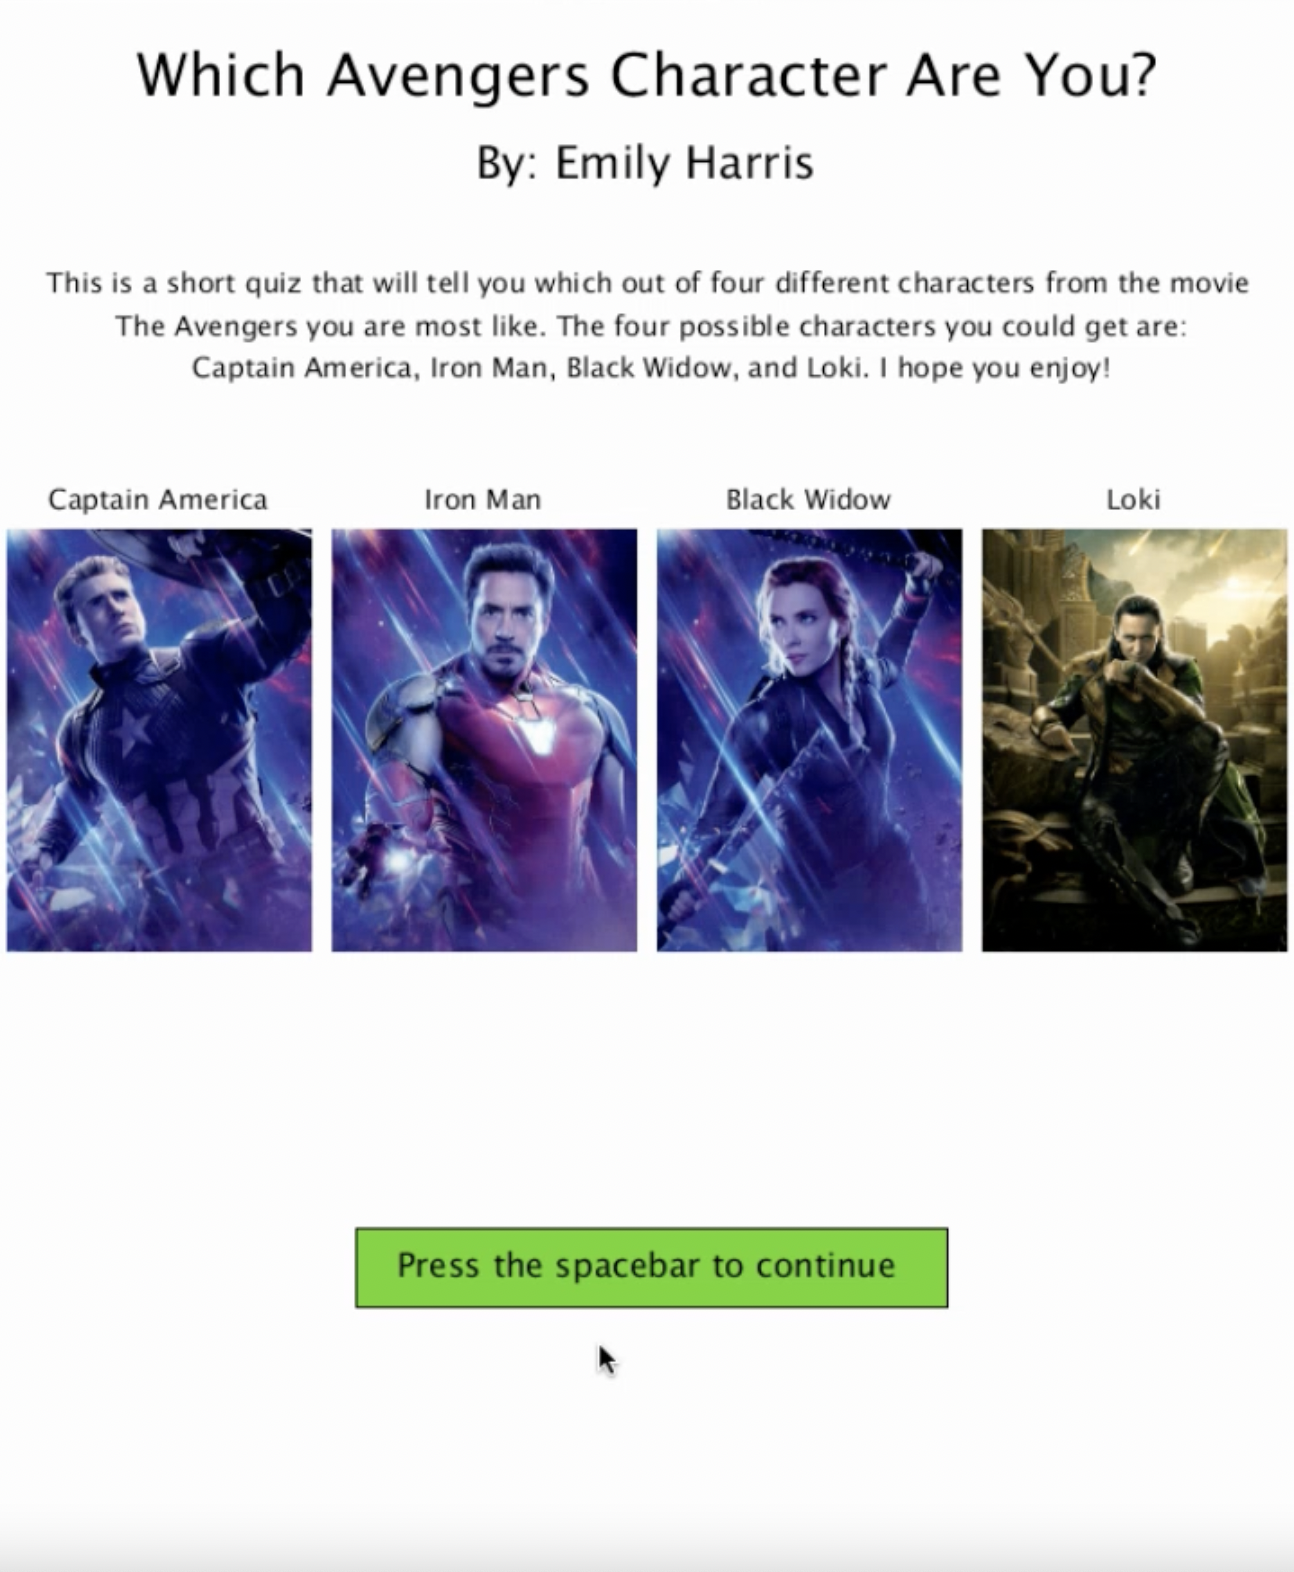 Which Avengers Character Are You?
By: Emily Harris
This is a short quiz that will tell you which out of four different characters from the movie
The Avengers you are most like. The four possible characters you could get are:
Captain America, Iron Man, Black Widow, and Loki. I hope you enjoy!
Captain America
Iron Man
Black Widow
Loki
Press the spacebar to continue